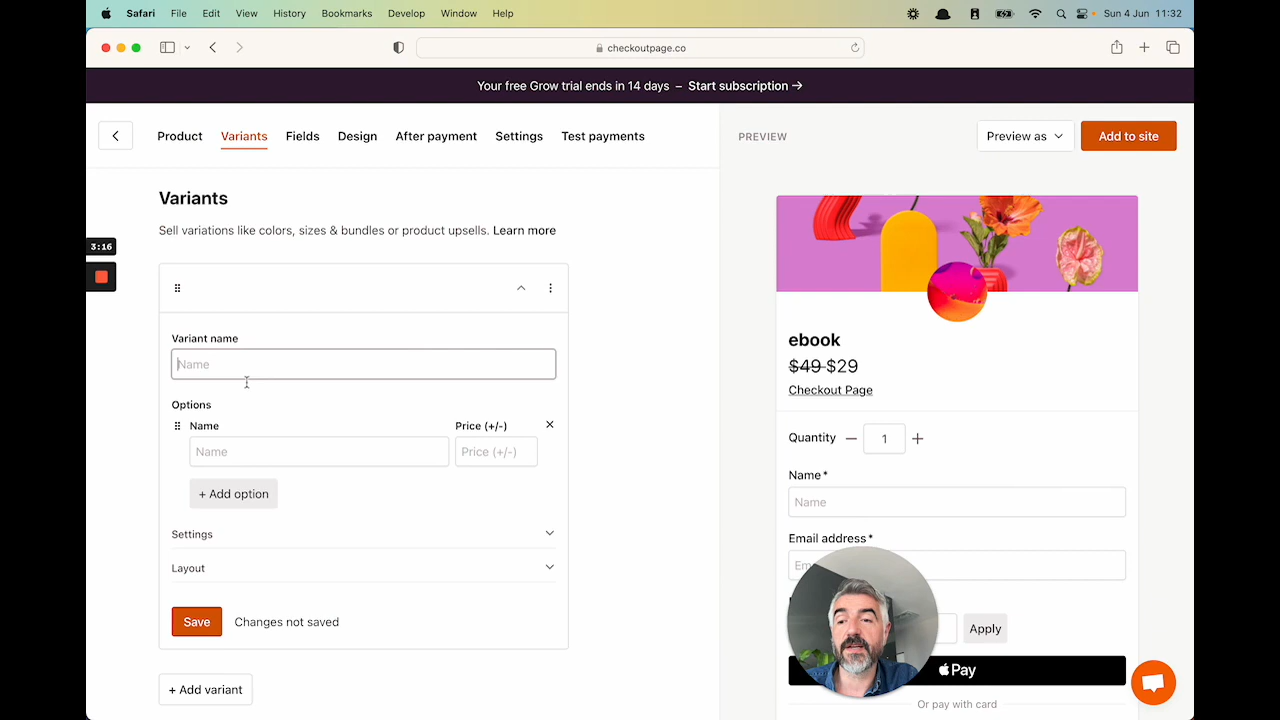 Safari File Edit View History Bookmarks Develop Window Help Sun 4 Jun 11:32
checkoutpage.co
Your free Grow trial ends in 14 days – Start subscription →
Product Variants Fields Design After payment Settings Test payments
PREVIEW Preview as Add to site
Variants
Sell variations like colors, sizes & bundles or product upsells. Learn more
3:16
Variant name
Name
Options
Name Price (+/-)
Name Price (+/-)
+ Add option
Settings
Layout
Save Changes not saved
+ Add variant
ebook
$49 $29
Checkout Page
Quantity — 1 +
Name*
Name
Email address*
Em
Apply
Pay
Or pay with card